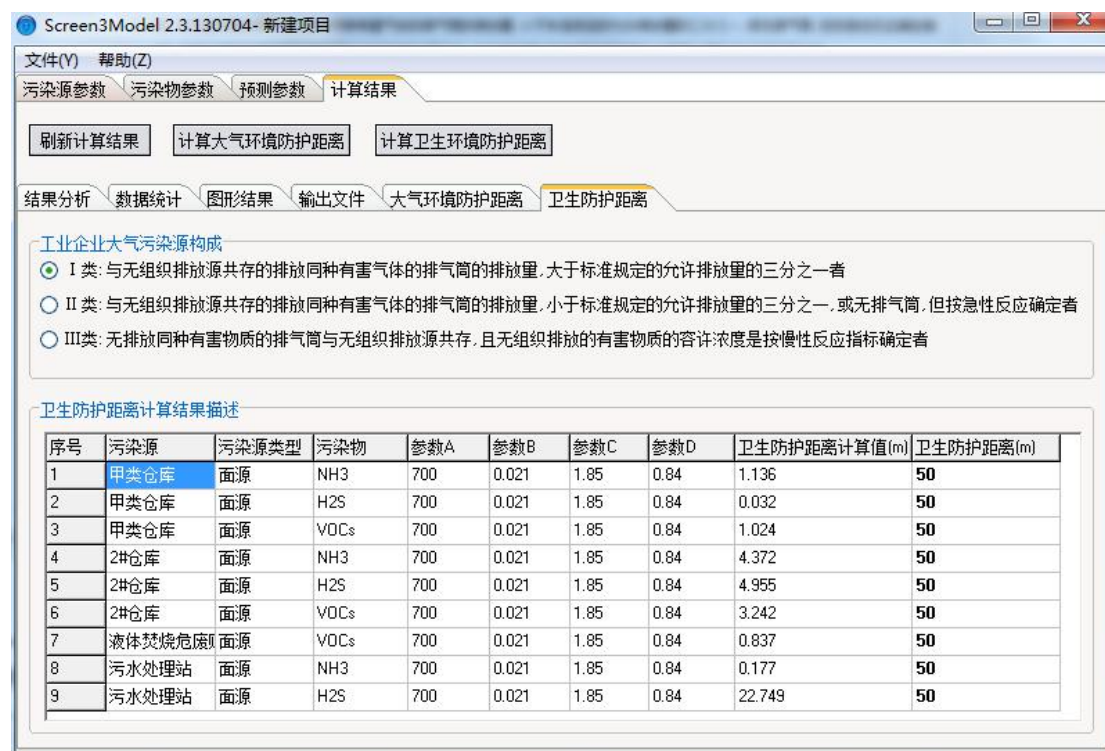 Screen3Model 2.3.130704- 新建项目
文件(Y) 帮助(Z)
污染源参数 污染物参数 预测参数 计算结果
刷新计算结果 计算大气环境防护距离 计算卫生环境防护距离
结果分析 数据统计 图形结果 输出文件 大气环境防护距离 卫生防护距离
工业企业大气污染源构成
I 类: 与无组织排放源共存的排放同种有害气体的排气筒的排放量,大于标准规定的允许排放量的三分之一者
II 类: 与无组织排放源共存的排放同种有害气体的排气筒的排放量,小于标准规定的允许排放量的三分之一,或无排气筒,但按急性反应确定者
III类: 无排放同种有害物质的排气筒与无组织排放源共存,且无组织排放的有害物质的容许浓度是按慢性反应指标确定者
卫生防护距离计算结果描述
序号 污染源 污染源类型 污染物 参数A 参数B 参数C 参数D 卫生防护距离计算值(m) 卫生防护距离(m)
1 甲类仓库 面源 NH3 700 0.021 1.85 0.84 1.136 50
2 甲类仓库 面源 H2S 700 0.021 1.85 0.84 0.032 50
3 甲类仓库 面源 VOCs 700 0.021 1.85 0.84 1.024 50
4 2#仓库 面源 NH3 700 0.021 1.85 0.84 4.372 50
5 2#仓库 面源 H2S 700 0.021 1.85 0.84 4.955 50
6 2#仓库 面源 VOCs 700 0.021 1.85 0.84 3.242 50
7 液体焚烧危废 面源 VOCs 700 0.021 1.85 0.84 0.837 50
8 污水处理站 面源 NH3 700 0.021 1.85 0.84 0.177 50
9 污水处理站 面源 H2S 700 0.021 1.85 0.84 22.749 50